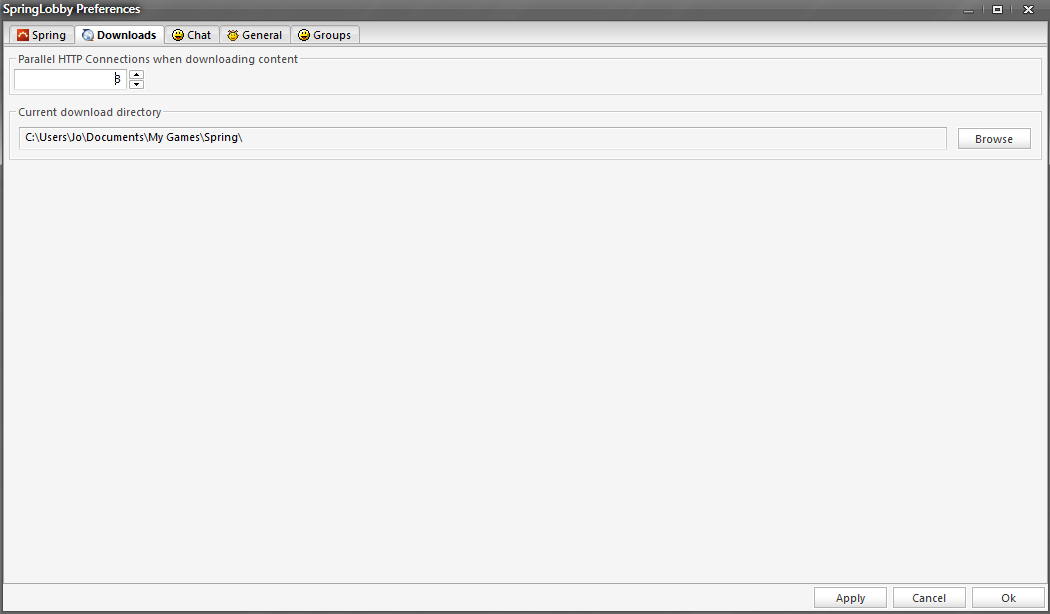 SpringLobby Preferences
Spring Downloads Chat General Groups
Parallel HTTP Connections when downloading content
3
Current download directory
C:\Users\Jo\Documents\My Games\Spring\
Browse
Apply Cancel Ok